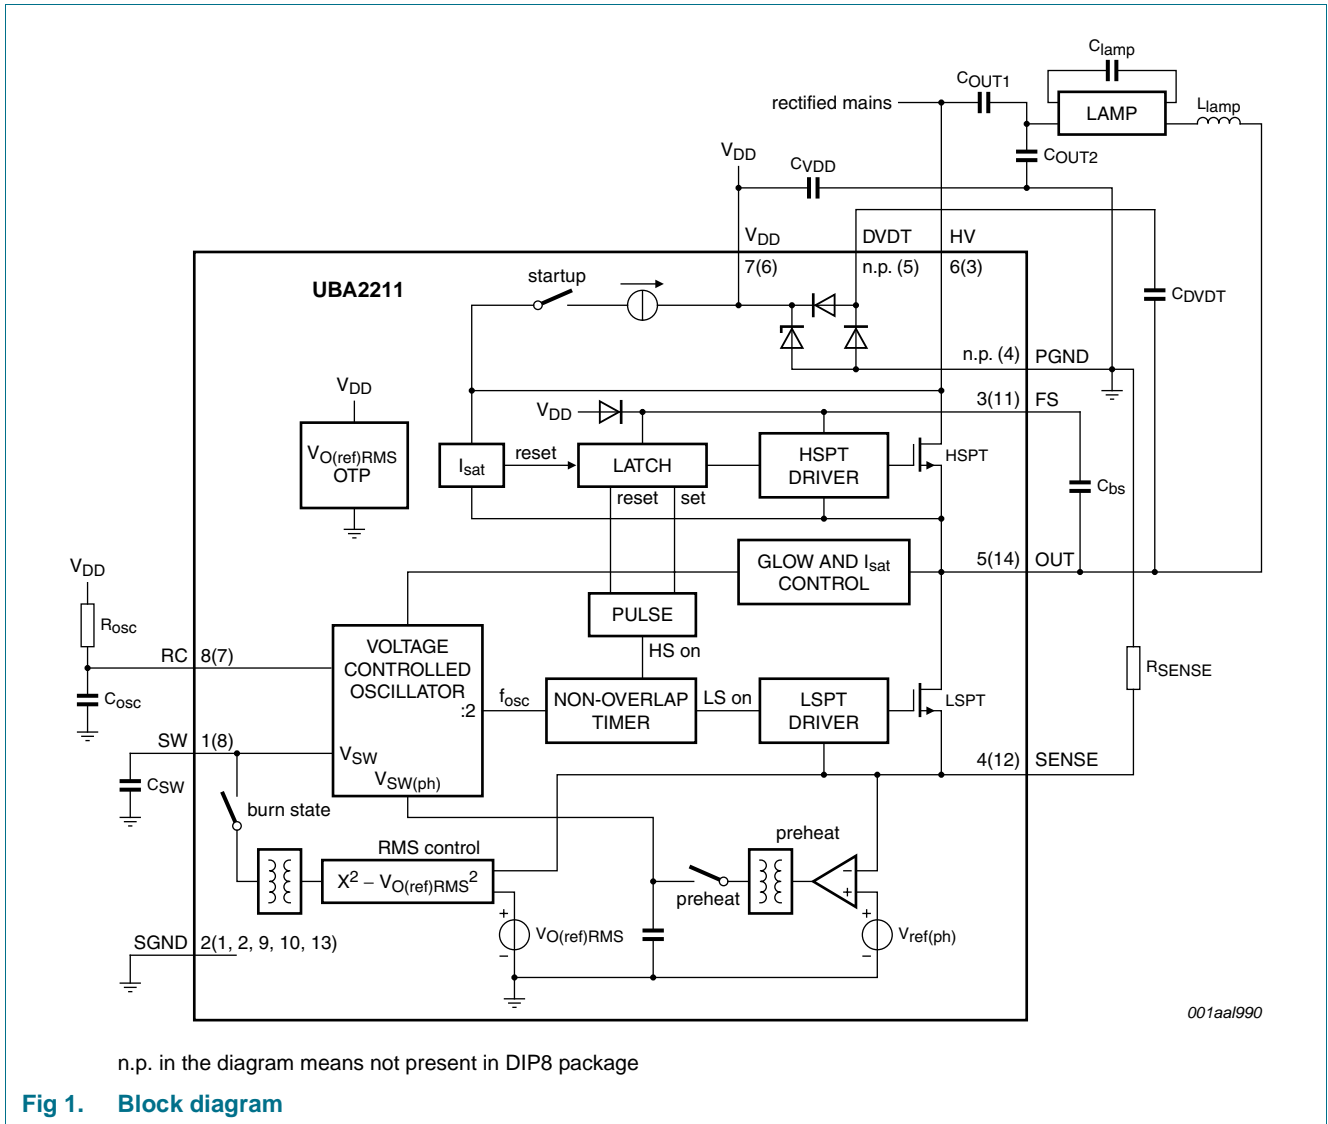 Clamp
COUT1
rectified mains
LAMP
Llamp
COUT2
VDD
CVDD
VDD
DVDT
HV
7(6)
n.p. (5)
6(3)
UBA2211
startup
CDVDT
n.p. (4)
PGND
VDD
VDD
3(11)
FS
VO(ref)RMS
OTP
Isat
reset
LATCH
HSPT
DRIVER
HSPT
reset
set
Cbs
GLOW AND Isat
CONTROL
5(14)
OUT
VDD
Rosc
PULSE
VOLTAGE
CONTROLLED
OSCILLATOR
:2
HS on
RC
8(7)
RSENSE
Cosc
fosc
NON-OVERLAP
TIMER
LS on
LSPT
DRIVER
LSPT
SW
1(8)
VSW
4(12)
SENSE
CSW
VSW(ph)
burn state
RMS control
preheat
X2 – VO(ref)RMS2
preheat
–
+
+
VO(ref)RMS
–
+
Vref(ph)
–
SGND
2(1, 2, 9, 10, 13)
001aal990
n.p. in the diagram means not present in DIP8 package
Fig 1. Block diagram